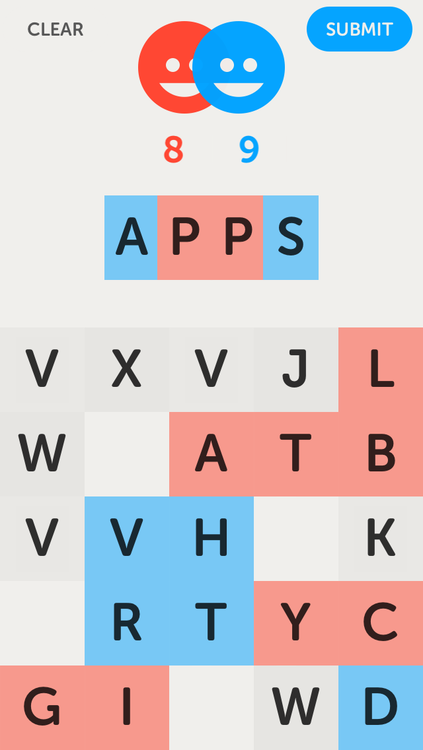 CLEAR SUBMIT
8 9
APPS
V X V J L
W A T B
V V H K
R T Y C
G I W D